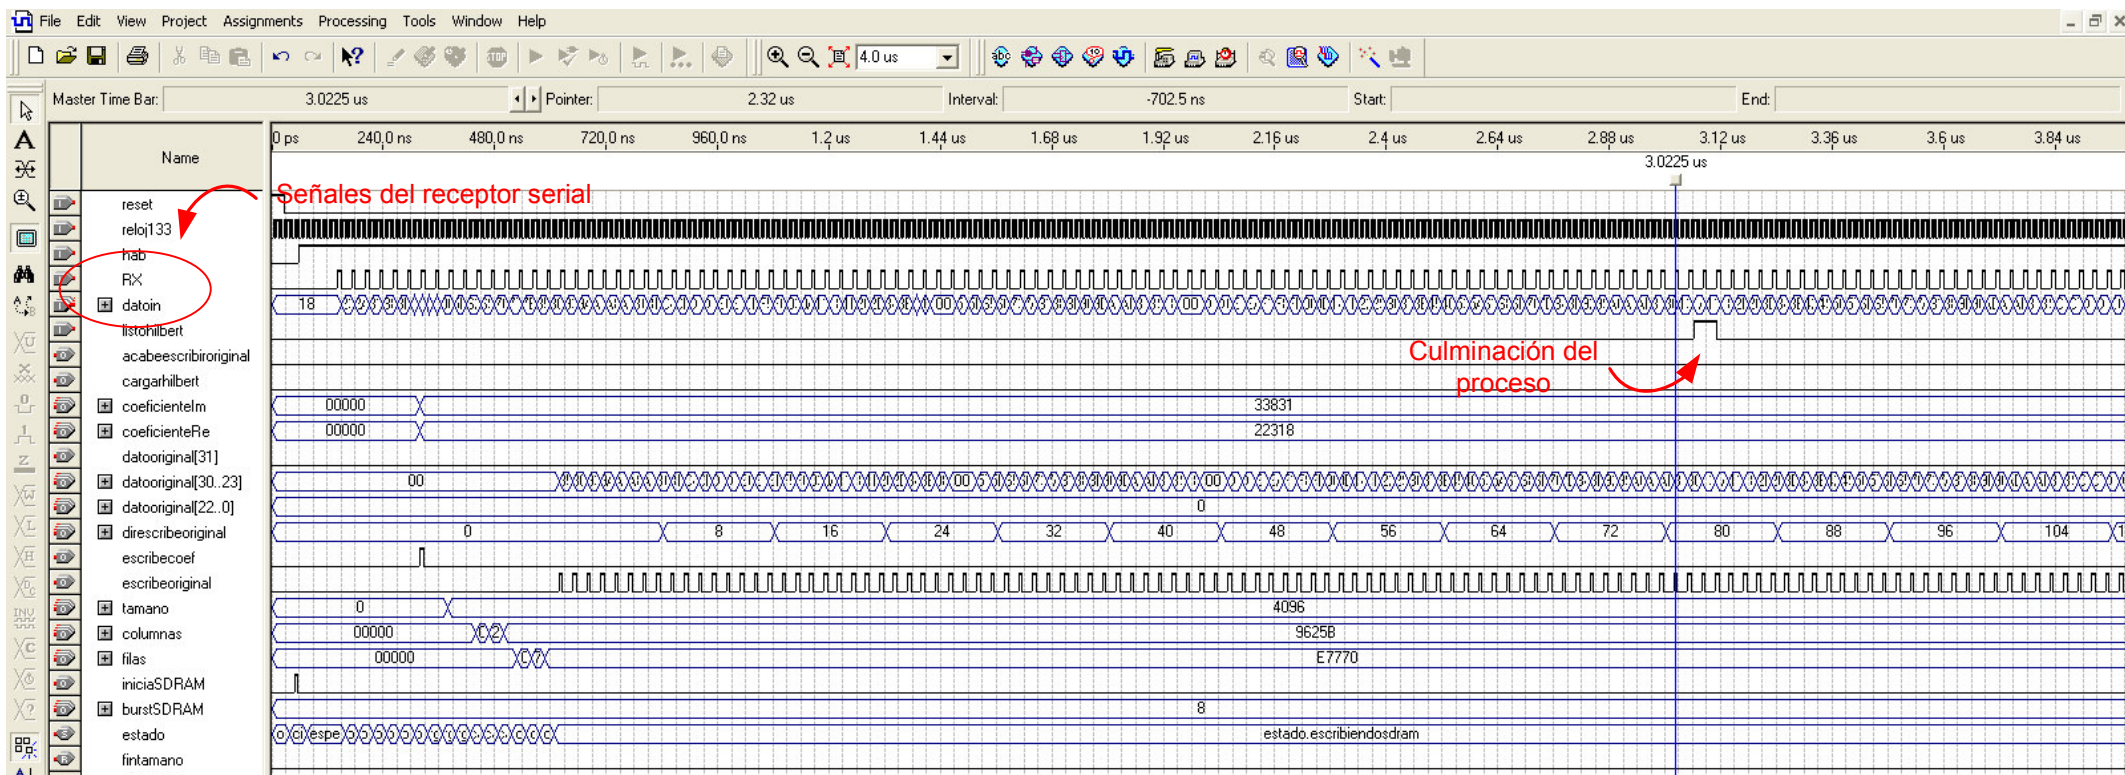 File Edit View Project Assignments Processing Tools Window Help
4.0 us
Master Time Bar: 3.0225 us Pointer: 2.32 us Interval: -702.5 ns Start: End:
Name
0 ps 240,0 ns 480,0 ns 720,0 ns 960,0 ns 1.2 us 1.44 us 1.68 us 1.92 us 2.16 us 2.4 us 2.64 us 2.88 us 3.12 us 3.36 us 3.6 us 3.84 us
3.0225 us
Señales del receptor serial
reset
reloj133
hab
RX
datoin 18
listohilbert
acabeescribiroriginal
Culminación del
proceso
cargarhilbert
coeficienteIm 00000 33831
coeficienteRe 00000 22318
datooriginal[31]
datooriginal[30..23] 00
datooriginal[22..0] 0
direscribeoriginal 0 8 16 24 32 40 48 56 64 72 80 88 96 104
escribecoef
escribeoriginal
tamano 0 4096
columnas 00000 9625B
filas 00000 E7770
iniciaSDRAM
burstSDRAM 8
estado espe estado.escribiendosdram
fintamano